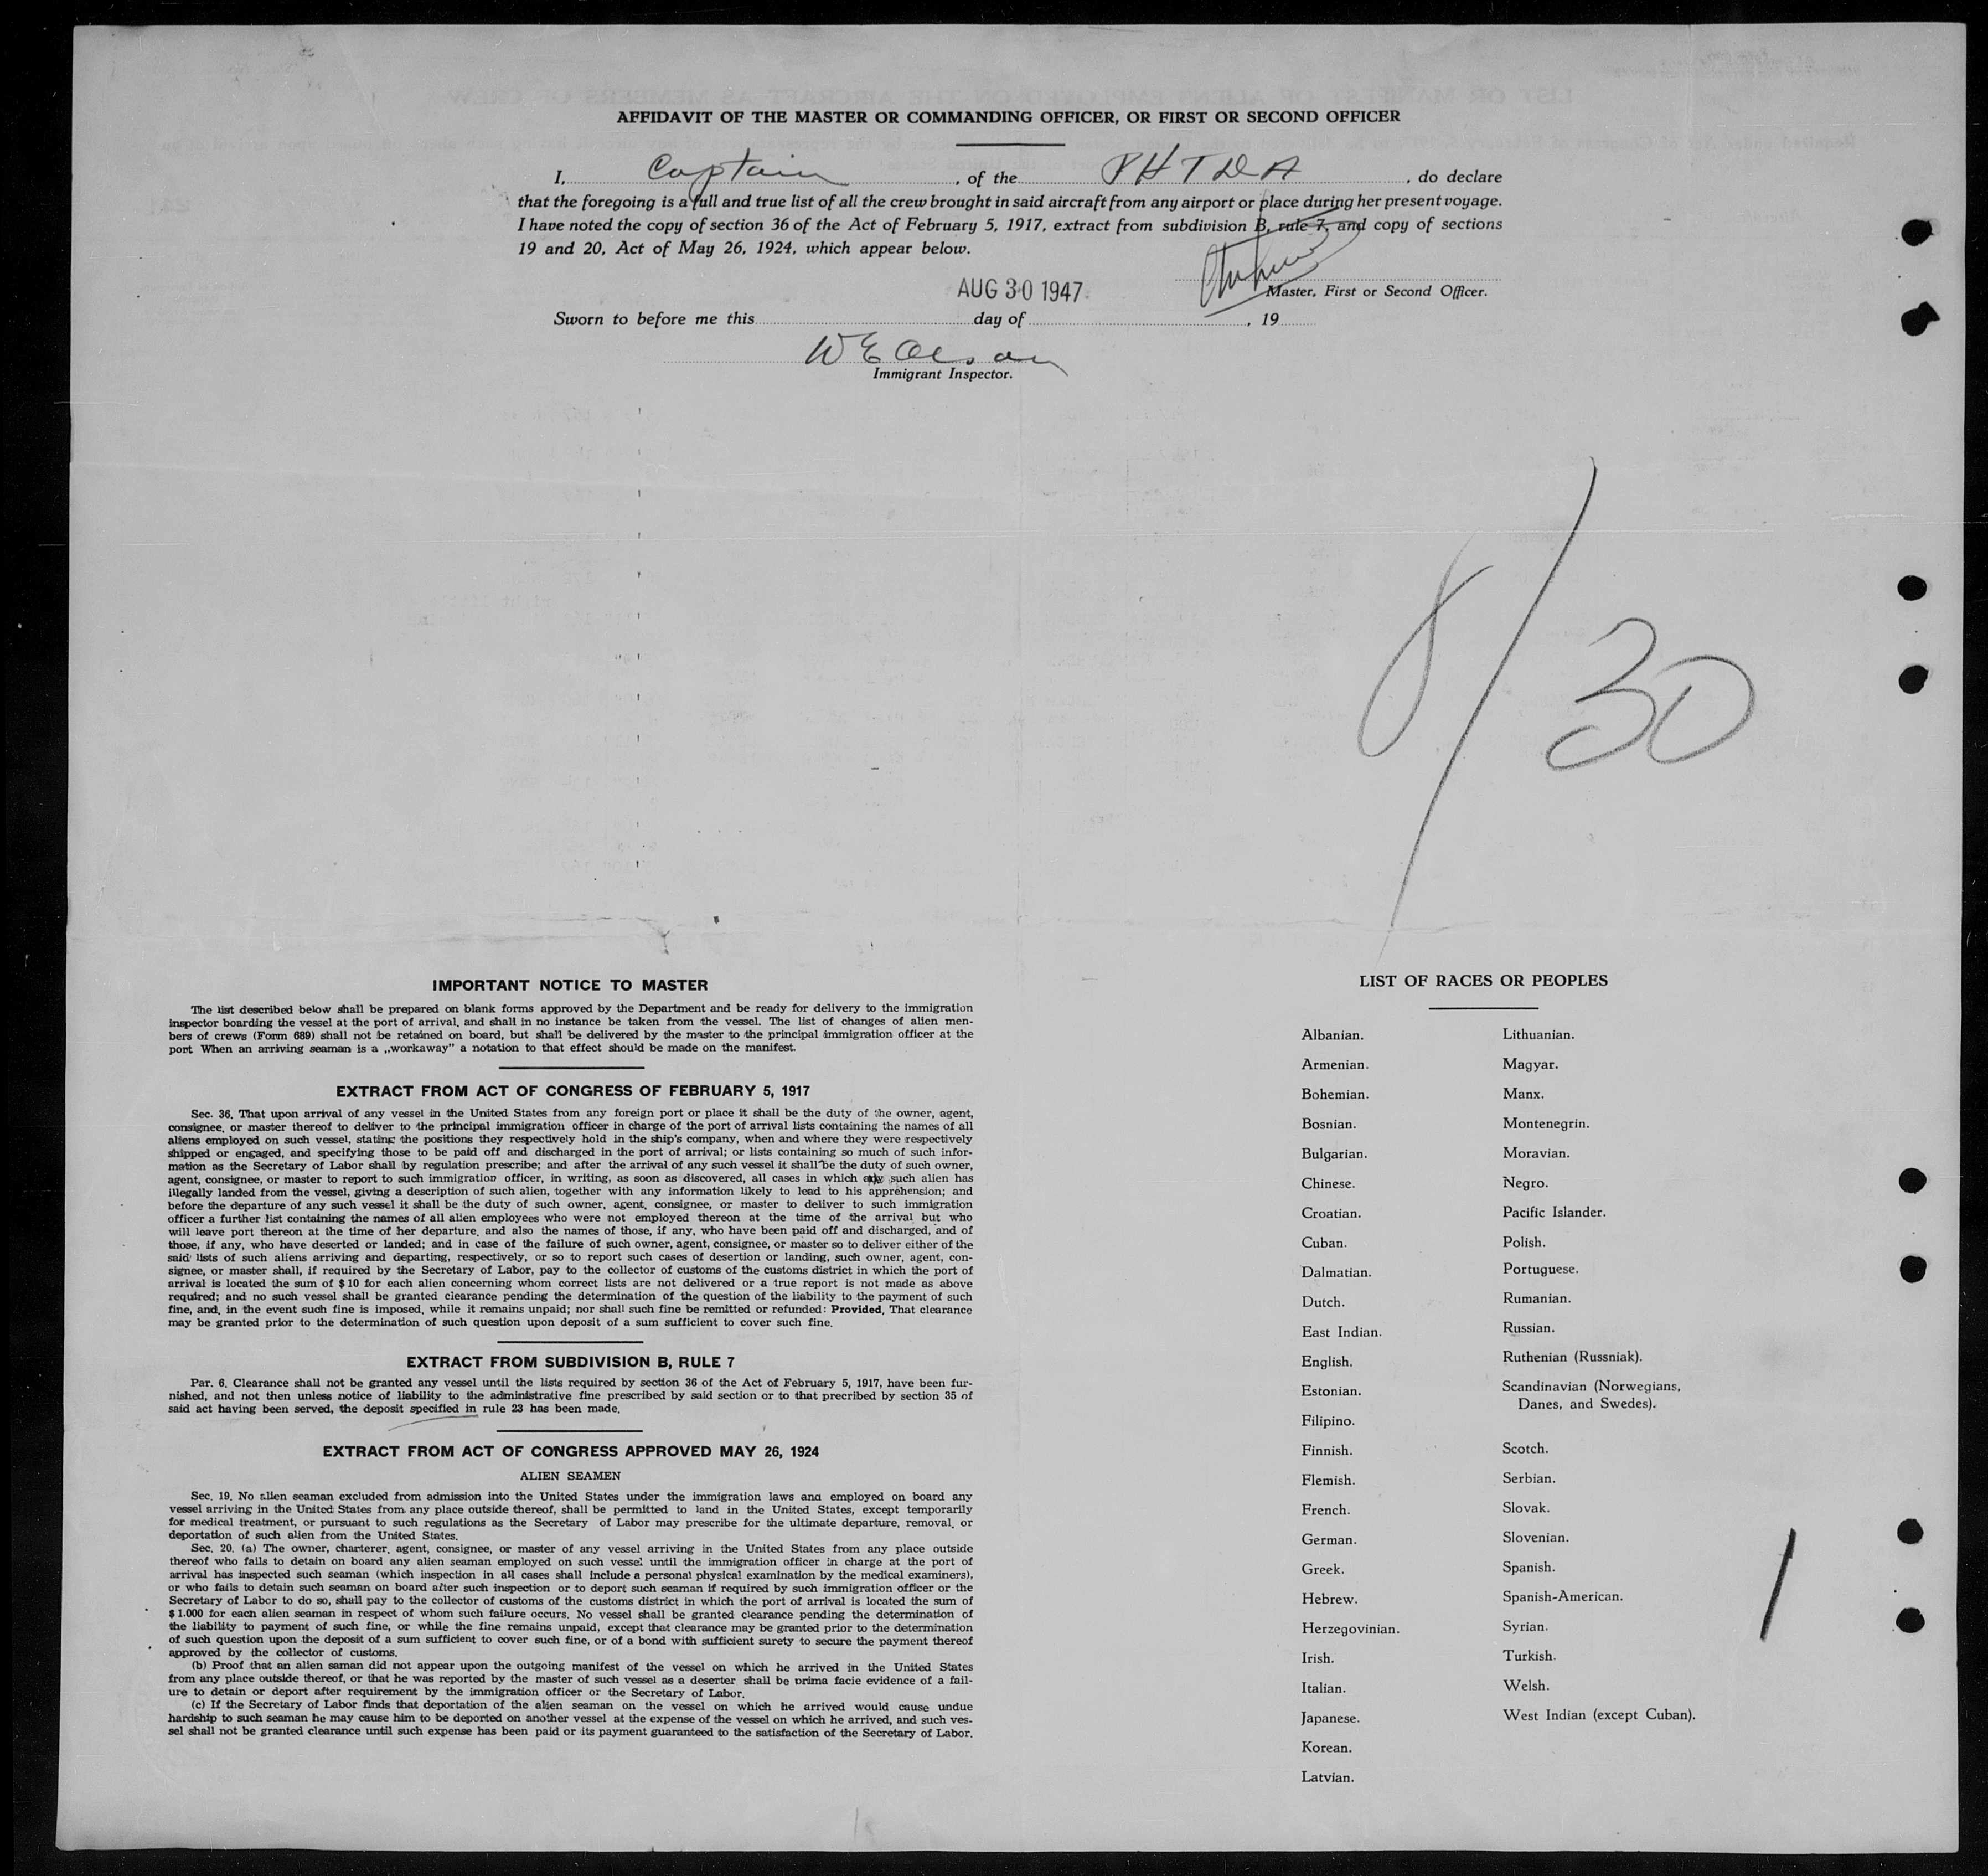 AFFIDAVIT OF THE MASTER OR COMMANDING OFFICER, OR FIRST OR SECOND OFFICER
I, Captain, of the PHTDA, do declare
that the foregoing is a full and true list of all the crew brought in said aircraft from any airport or place during her present voyage.
I have noted the copy of section 36 of the Act of February 5, 1917, extract from subdivision B, rule 7, and copy of sections
19 and 20, Act of May 26, 1924, which appear below.
AUG 30 1947
Master, First or Second Officer.
Sworn to before me this day of , 19
W E Olson
Immigrant Inspector.
8/30
IMPORTANT NOTICE TO MASTER
The list described below shall be prepared on blank forms approved by the Department and be ready for delivery to the immigration
inspector boarding the vessel at the port of arrival, and shall in no instance be taken from the vessel. The list of changes of alien men-
bers of crews (Form 689) shall not be retained on board, but shall be delivered by the master to the principal immigration officer at the
port When an arriving seaman is a „workaway” a notation to that effect should be made on the manifest.
EXTRACT FROM ACT OF CONGRESS OF FEBRUARY 5, 1917
Sec. 36. That upon arrival of any vessel in the United States from any foreign port or place it shall be the duty of the owner, agent,
consignee, or master thereof to deliver to the principal immigration officer in charge of the port of arrival lists containing the names of all
aliens employed on such vessel, stating the positions they respectively hold in the ship's company, when and where they were respectively
shipped or engaged, and specifying those to be paid off and discharged in the port of arrival; or lists containing so much of such infor-
mation as the Secretary of Labor shall by regulation prescribe; and after the arrival of any such vessel it shall be the duty of such owner,
agent, consignee, or master to report to such immigration officer, in writing, as soon as discovered, all cases in which any such alien has
illegally landed from the vessel, giving a description of such alien, together with any information likely to lead to his apprehension; and
before the departure of any such vessel it shall be the duty of such owner, agent, consignee, or master to deliver to such immigration
officer a further list containing the names of all alien employees who were not employed thereon at the time of the arrival but who
will leave port thereon at the time of her departure, and also the names of those, if any, who have been paid off and discharged, and of
those, if any, who have deserted or landed; and in case of the failure of such owner, agent, consignee, or master so to deliver either of the
said lists of such aliens arriving and departing, respectively, or so to report such cases of desertion or landing, such owner, agent, con-
signee, or master shall, if required by the Secretary of Labor, pay to the collector of customs of the customs district in which the port of
arrival is located the sum of $10 for each alien concerning whom correct lists are not delivered or a true report is not made as above
required; and no such vessel shall be granted clearance pending the determination of the question of the liability to the payment of such
fine, and, in the event such fine is imposed, while it remains unpaid; nor shall such fine be remitted or refunded: Provided, That clearance
may be granted prior to the determination of such question upon deposit of a sum sufficient to cover such fine.
EXTRACT FROM SUBDIVISION B, RULE 7
Par. 6. Clearance shall not be granted any vessel until the lists required by section 36 of the Act of February 5, 1917, have been fur-
nished, and not then unless notice of liability to the administrative fine prescribed by said section or to that precribed by section 35 of
said act having been served, the deposit specified in rule 23 has been made.
EXTRACT FROM ACT OF CONGRESS APPROVED MAY 26, 1924
ALIEN SEAMEN
Sec. 19. No alien seaman excluded from admission into the United States under the immigration laws and employed on board any
vessel arriving in the United States from any place outside thereof, shall be permitted to land in the United States, except temporarily
for medical treatment, or pursuant to such regulations as the Secretary of Labor may prescribe for the ultimate departure, removal, or
deportation of such alien from the United States.
Sec. 20. (a) The owner, charterer, agent, consignee, or master of any vessel arriving in the United States from any place outside
thereof who fails to detain on board any alien seaman employed on such vessel until the immigration officer in charge at the port of
arrival has inspected such seaman (which inspection in all cases shall include a personal physical examination by the medical examiners),
or who fails to detain such seaman on board after such inspection or to deport such seaman if required by such immigration officer or the
Secretary of Labor to do so, shall pay to the collector of customs of the customs district in which the port of arrival is located the sum of
$1.000 for each alien seaman in respect of whom such failure occurs. No vessel shall be granted clearance pending the determination of
the liability to payment of such fine, or while the fine remains unpaid, except that clearance may be granted prior to the determination
of such question upon the deposit of a sum sufficient to cover such fine, or of a bond with sufficient surety to secure the payment thereof
approved by the collector of customs.
(b) Proof that an alien saman did not appear upon the outgoing manifest of the vessel on which he arrived in the United States
from any place outside thereof, or that he was reported by the master of such vessel as a deserter shall be prima facie evidence of a fail-
ure to detain or deport after requirement by the immigration officer or the Secretary of Labor.
(c) If the Secretary of Labor finds that deportation of the alien seaman on the vessel on which he arrived would cause undue
hardship to such seaman he may cause him to be deported on another vessel at the expense of the vessel on which he arrived, and such ves-
sel shall not be granted clearance until such expense has been paid or its payment guaranteed to the satisfaction of the Secretary of Labor.
LIST OF RACES OR PEOPLES
Albanian.
Armenian.
Bohemian.
Bosnian.
Bulgarian.
Chinese.
Croatian.
Cuban.
Dalmatian.
Dutch.
East Indian.
English.
Estonian.
Filipino.
Finnish.
Flemish.
French.
German.
Greek.
Hebrew.
Herzegovinian.
Irish.
Italian.
Japanese.
Korean.
Latvian.
Lithuanian.
Magyar.
Manx.
Montenegrin.
Moravian.
Negro.
Pacific Islander.
Polish.
Portuguese.
Rumanian.
Russian.
Ruthenian (Russniak).
Scandinavian (Norwegians,
Danes, and Swedes).
Scotch.
Serbian.
Slovak.
Slovenian.
Spanish.
Spanish-American.
Syrian.
Turkish.
Welsh.
West Indian (except Cuban).